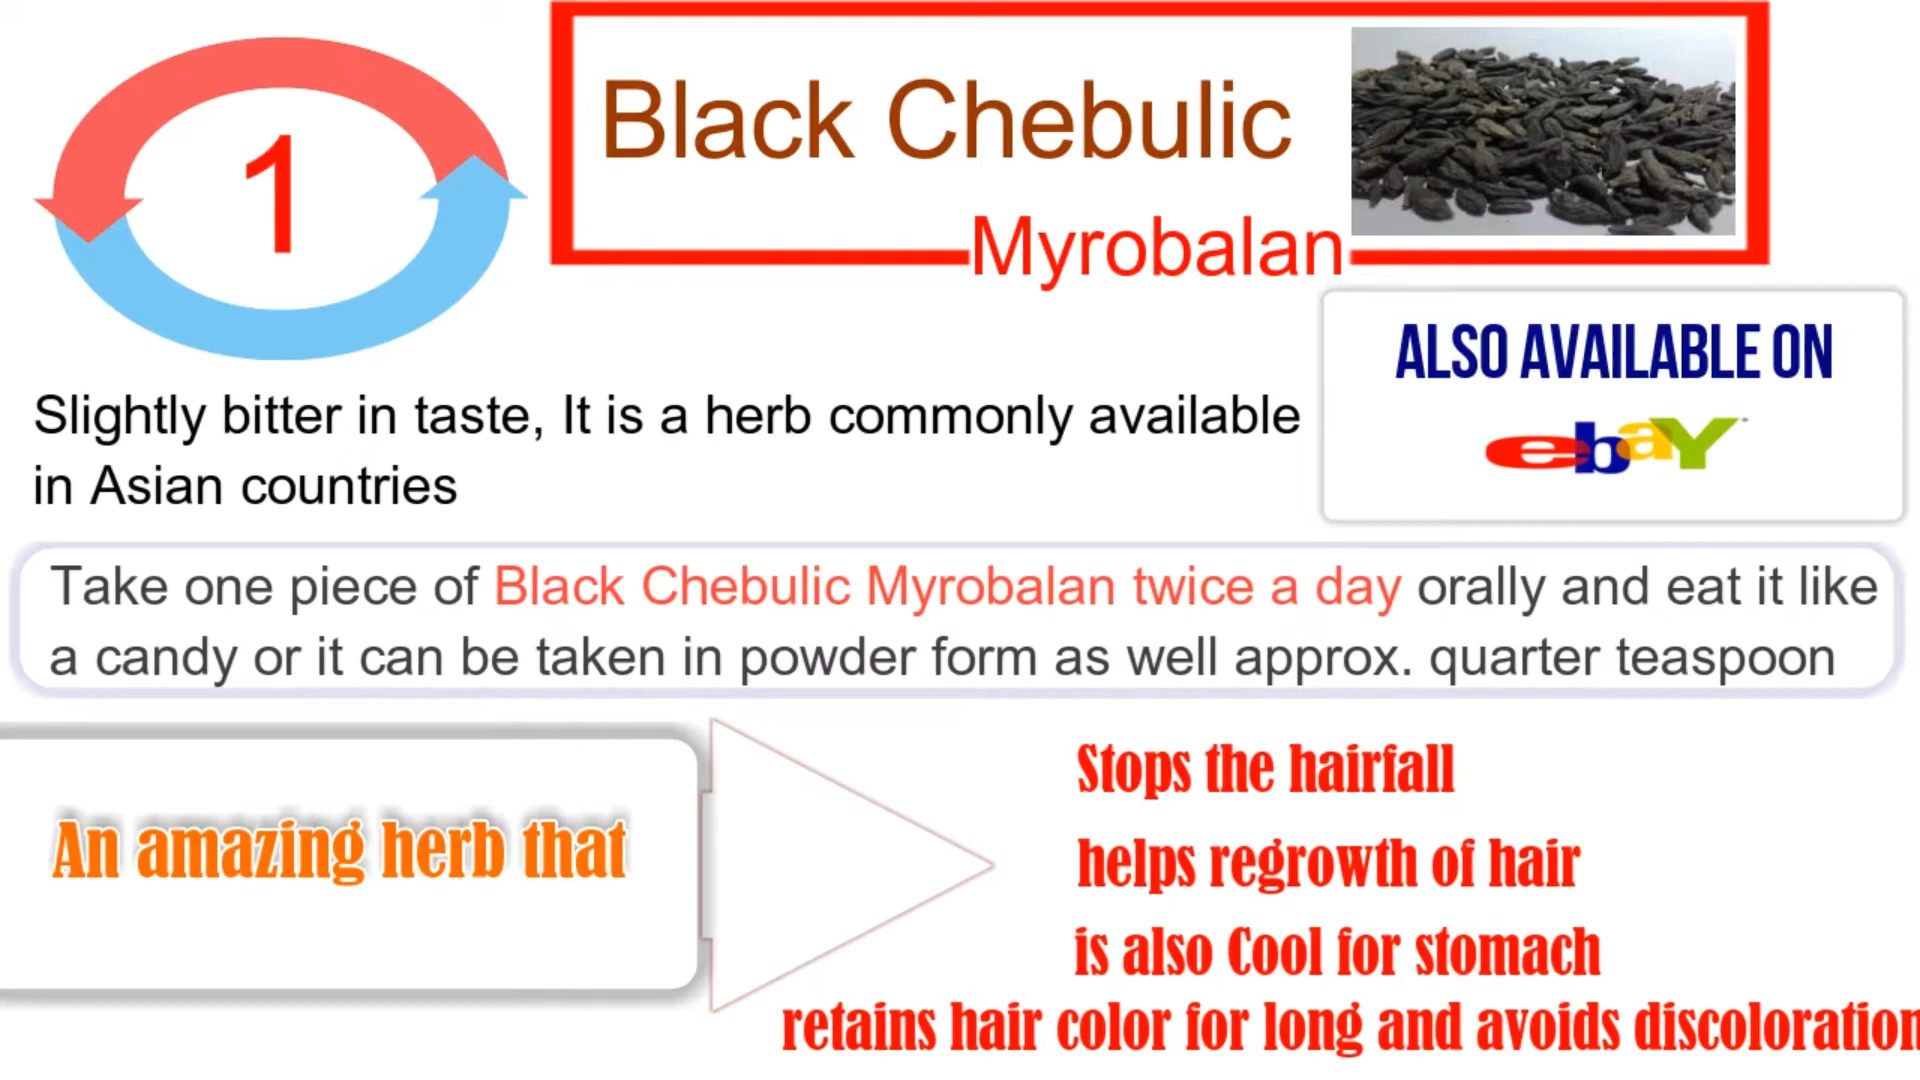 1
Black Chebulic
Myrobalan
ALSO AVAILABLE ON
ebaY
Slightly bitter in taste, It is a herb commonly available
in Asian countries
Take one piece of Black Chebulic Myrobalan twice a day orally and eat it like
a candy or it can be taken in powder form as well approx. quarter teaspoon
An amazing herb that
Stops the hairfall
helps regrowth of hair
is also Cool for stomach
retains hair color for long and avoids discoloration